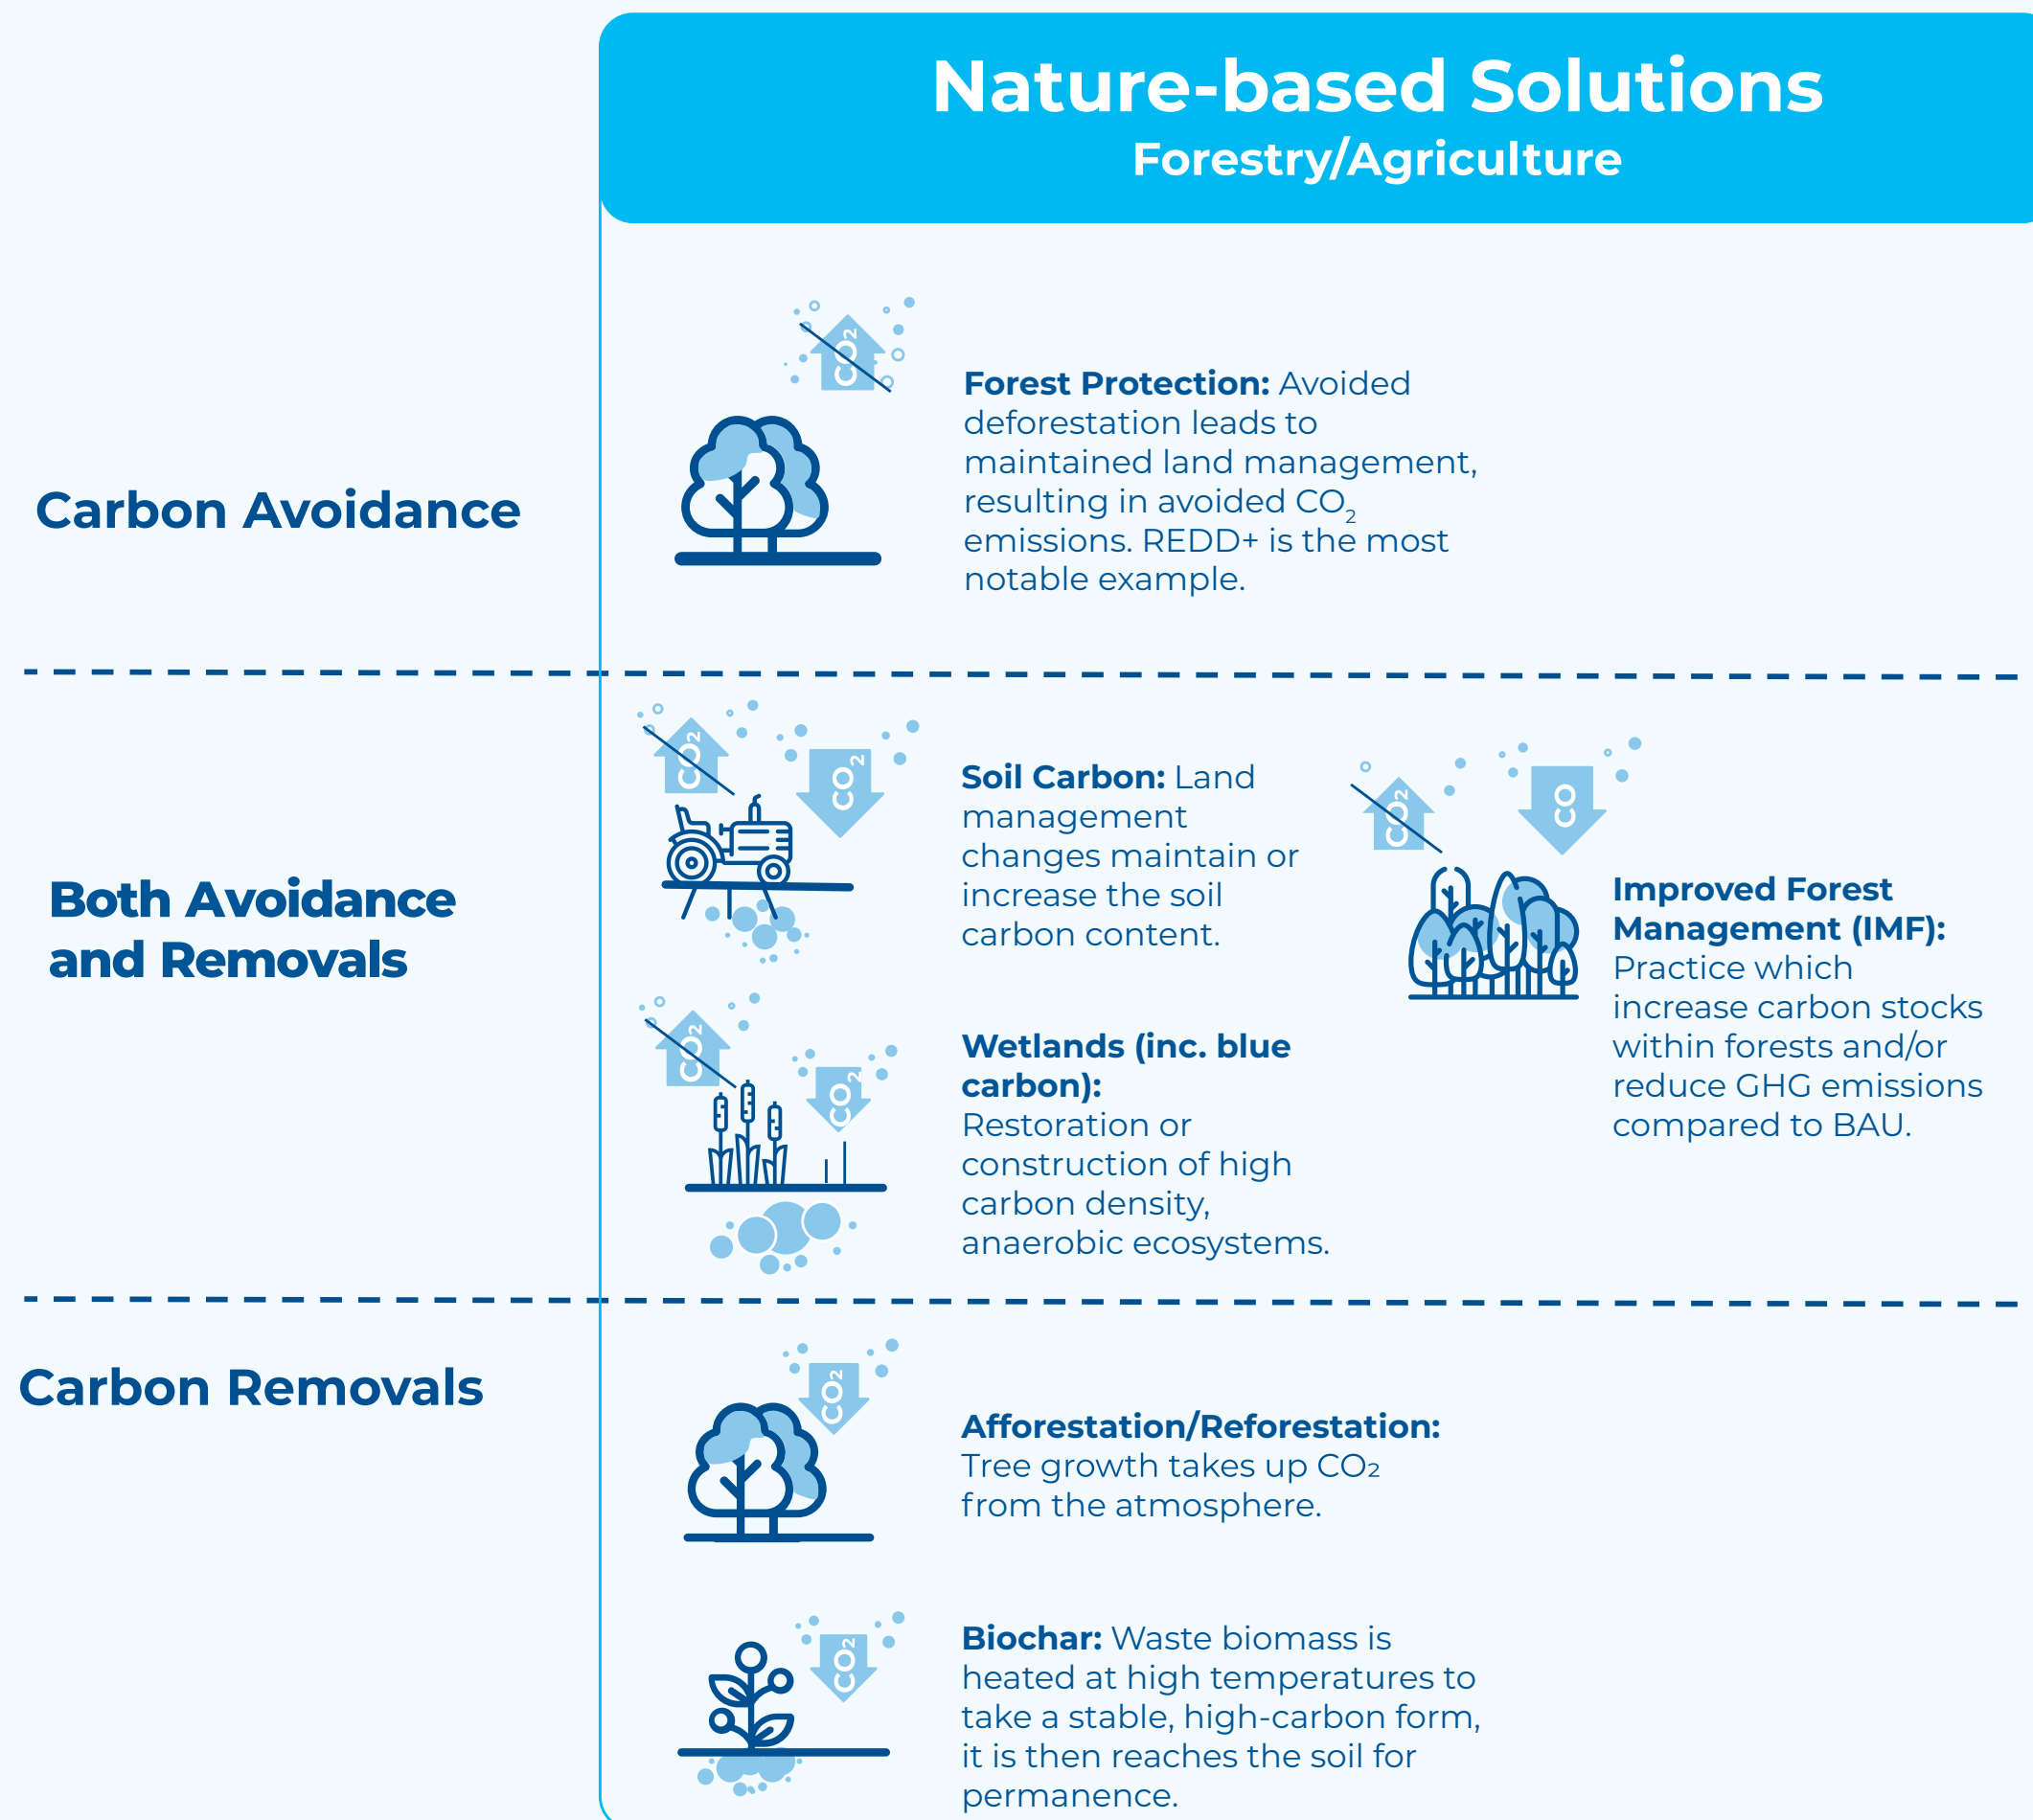 Nature-based Solutions
Forestry/Agriculture
Carbon Avoidance
CO₂
Forest Protection: Avoided
deforestation leads to
maintained land management,
resulting in avoided CO₂
emissions. REDD+ is the most
notable example.
Both Avoidance
and Removals
CO₂
CO₂
Soil Carbon: Land
management
changes maintain or
increase the soil
carbon content.
CO₂
CO₂
Wetlands (inc. blue
carbon):
Restoration or
construction of high
carbon density,
anaerobic ecosystems.
CO₂
CO
Improved Forest
Management (IMF):
Practice which
increase carbon stocks
within forests and/or
reduce GHG emissions
compared to BAU.
Carbon Removals
CO₂
Afforestation/Reforestation:
Tree growth takes up CO₂
from the atmosphere.
CO₂
Biochar: Waste biomass is
heated at high temperatures to
take a stable, high-carbon form,
it is then reaches the soil for
permanence.